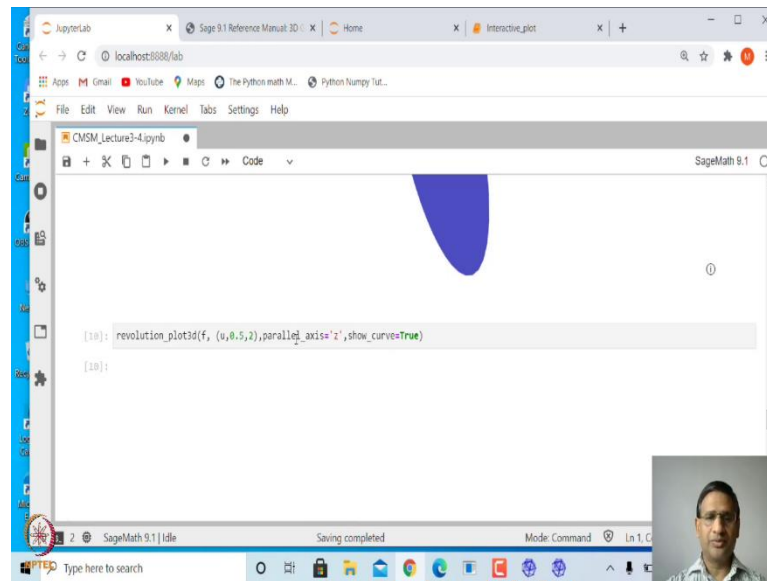 JupyterLab
Sage 9.1 Reference Manual: 3D
Home
Interactive_plot
localhost:8888/lab
Apps
Gmail
YouTube
Maps
The Python math M...
Python Numpy Tut...
File Edit View Run Kernel Tabs Settings Help
CMSM_Lecture3-4.ipynb
Code
SageMath 9.1
[10]: revolution_plot3d(f, (u,0.5,2),parallel_axis='z',show_curve=True)
[10]:
2
SageMath 9.1 | Idle
Saving completed
Mode: Command
Ln 1,
Type here to search